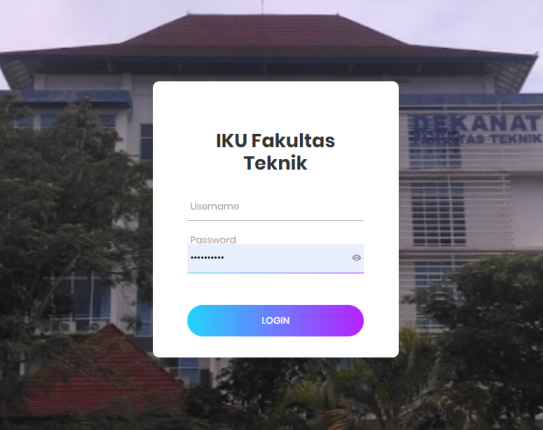 DEKANAT
FAKULTAS TEKNIK
IKU Fakultas
Teknik
Username
Password
••••••••••
LOGIN